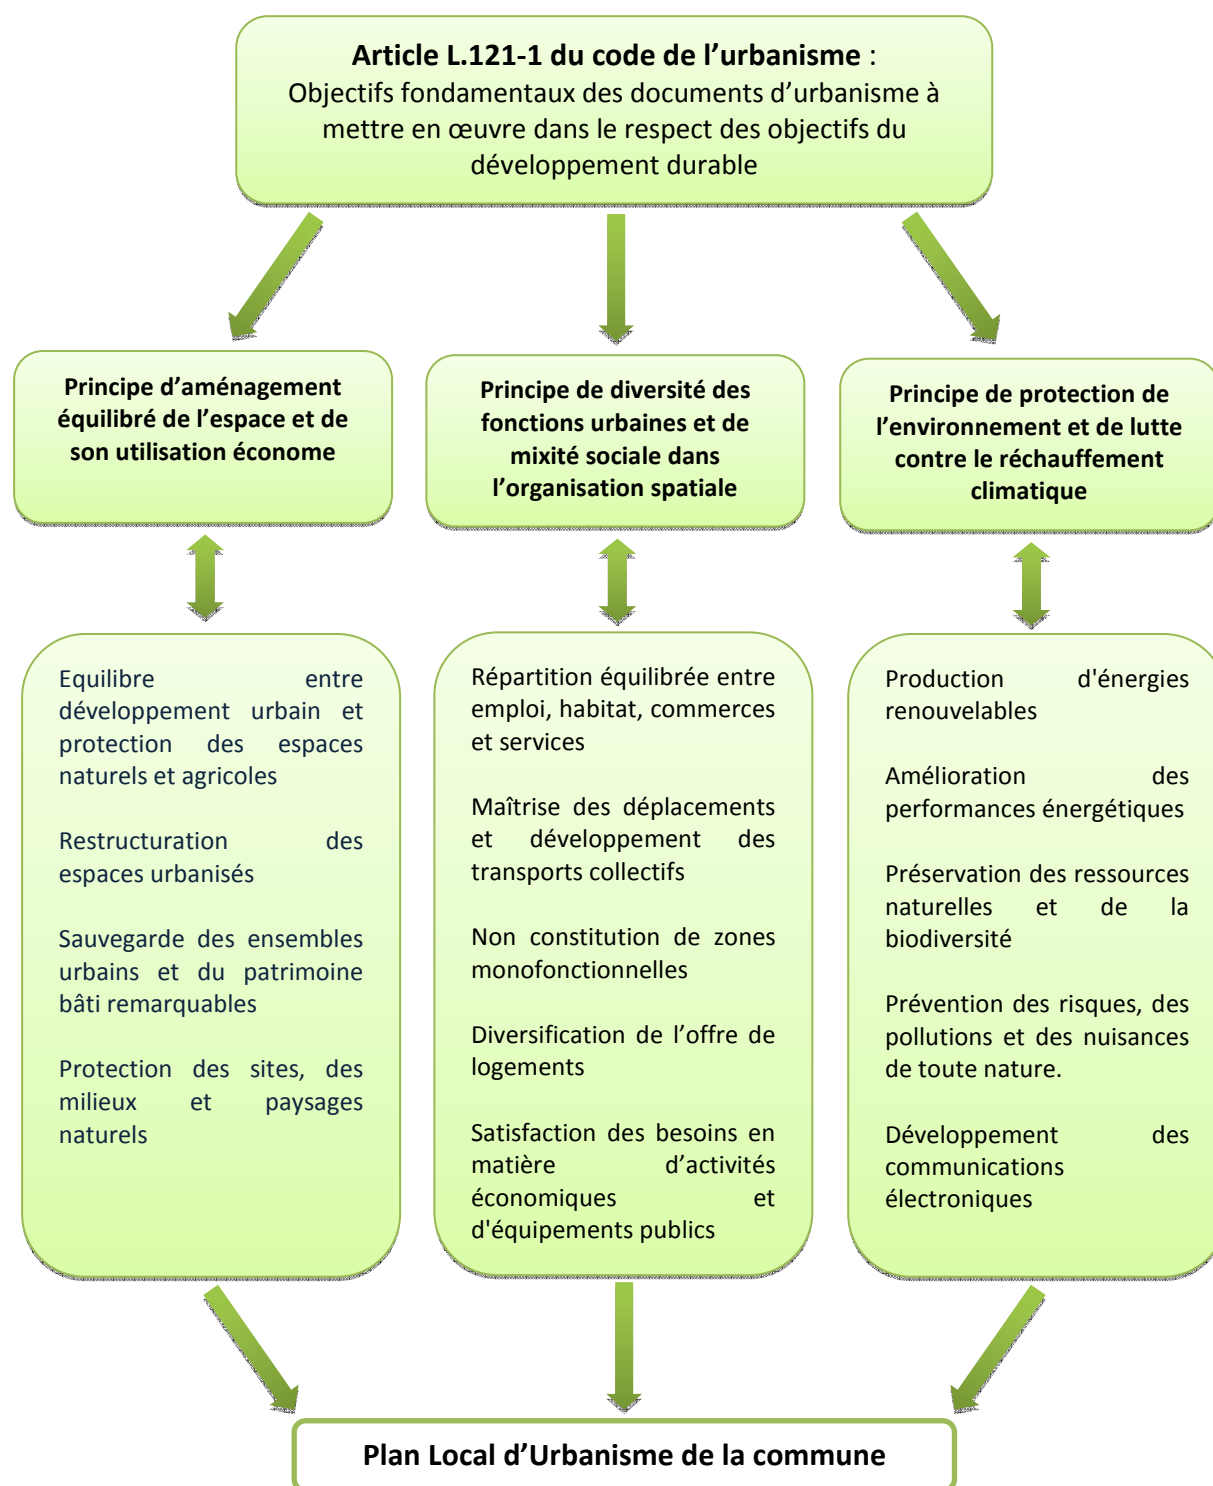 Article L.121-1 du code de l’urbanisme :
Objectifs fondamentaux des documents d’urbanisme à
mettre en œuvre dans le respect des objectifs du
développement durable
Principe d’aménagement
équilibré de l’espace et de
son utilisation économe
Principe de diversité des
fonctions urbaines et de
mixité sociale dans
l’organisation spatiale
Principe de protection de
l’environnement et de lutte
contre le réchauffement
climatique
Equilibre entre
développement urbain et
protection des espaces
naturels et agricoles
Restructuration des
espaces urbanisés
Sauvegarde des ensembles
urbains et du patrimoine
bâti remarquables
Protection des sites, des
milieux et paysages
naturels
Répartition équilibrée entre
emploi, habitat, commerces
et services
Maîtrise des déplacements
et développement des
transports collectifs
Non constitution de zones
monofonctionnelles
Diversification de l’offre de
logements
Satisfaction des besoins en
matière d’activités
économiques et
d'équipements publics
Production d'énergies
renouvelables
Amélioration des
performances énergétiques
Préservation des ressources
naturelles et de la
biodiversité
Prévention des risques, des
pollutions et des nuisances
de toute nature.
Développement des
communications
électroniques
Plan Local d’Urbanisme de la commune